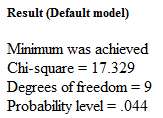 Result (Default model)
Minimum was achieved
Chi-square = 17.329
Degrees of freedom = 9
Probability level = .044